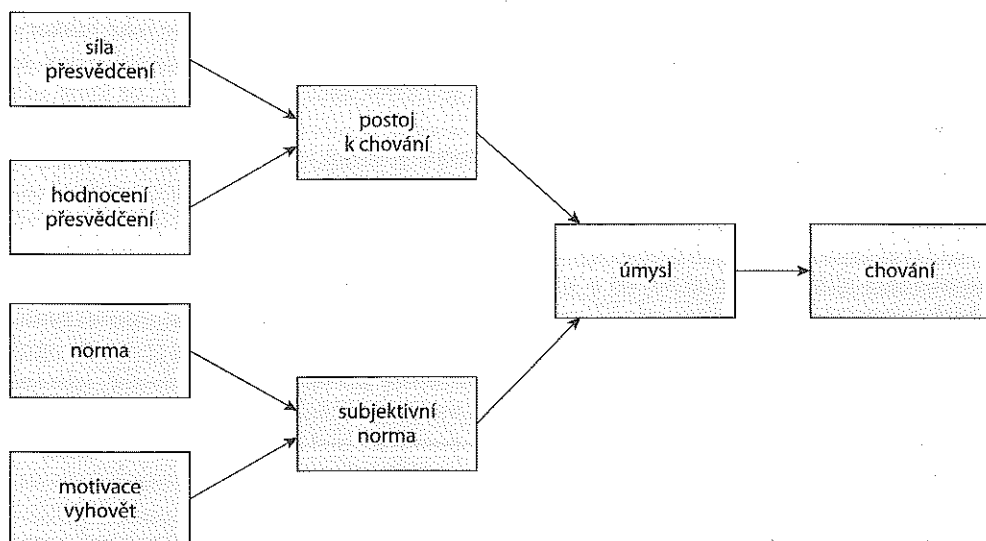 síla
přesvědčení
postoj
k chování
hodnocení
přesvědčení
úmysl
chování
norma
subjektivní
norma
motivace
vyhovět